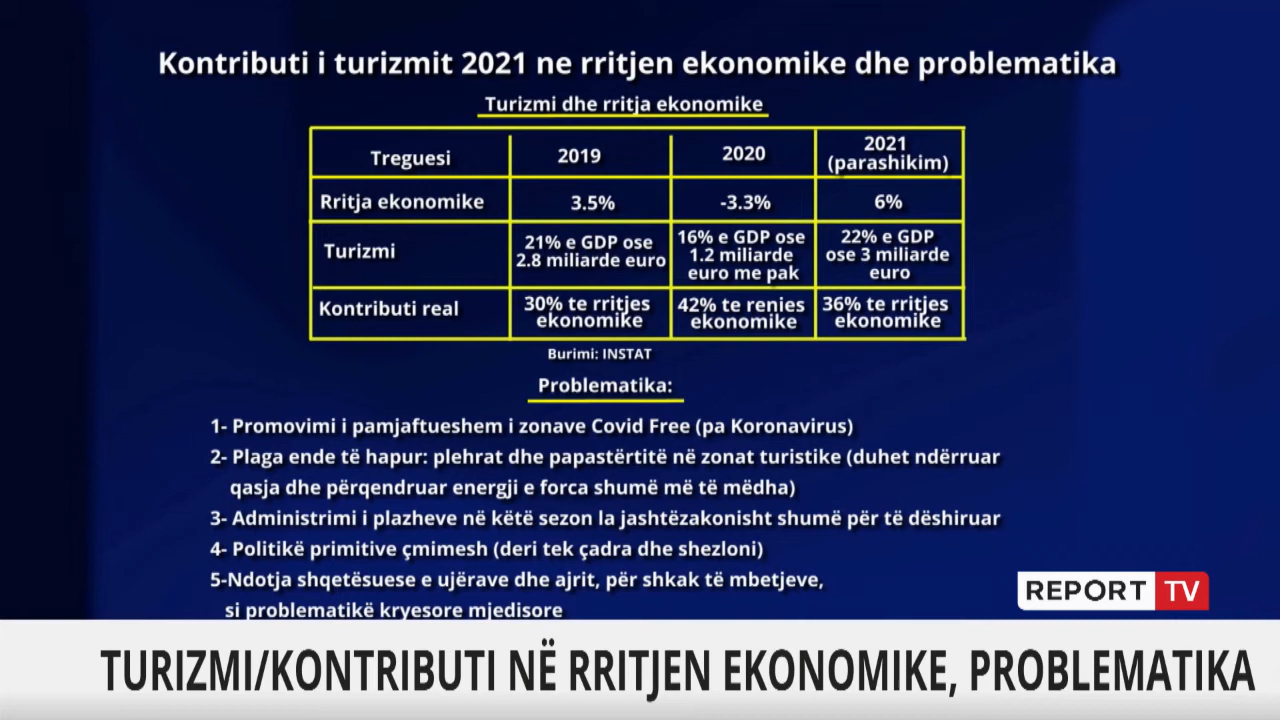 Kontributi i turizmit 2021 ne rritjen ekonomike dhe problematika
Turizmi dhe rritja ekonomike
Treguesi 2019 2020 2021 (parashikim)
Rritja ekonomike 3.5% -3.3% 6%
Turizmi 21% e GDP ose 2.8 miliarde euro 16% e GDP ose 1.2 miliarde euro me pak 22% e GDP ose 3 miliarde euro
Kontributi real 30% te rritjes ekonomike 42% te renies ekonomike 36% te rritjes ekonomike
Burimi: INSTAT
Problematika:
1- Promovimi i pamjaftueshem i zonave Covid Free (pa Koronavirus)
2- Plaga ende të hapur: plehrat dhe papastërtitë në zonat turistike (duhet ndërruar
qasja dhe përqendruar energji e forca shumë më të mëdha)
3- Administrimi i plazheve në këtë sezon la jashtëzakonisht shumë për të dëshiruar
4- Politikë primitive çmimesh (deri tek çadra dhe shezloni)
5-Ndotja shqetësuese e ujërave dhe ajrit, për shkak të mbetjeve,
si problematikë kryesore mjedisore
REPORT TV
TURIZMI/KONTRIBUTI NË RRITJEN EKONOMIKE, PROBLEMATIKA